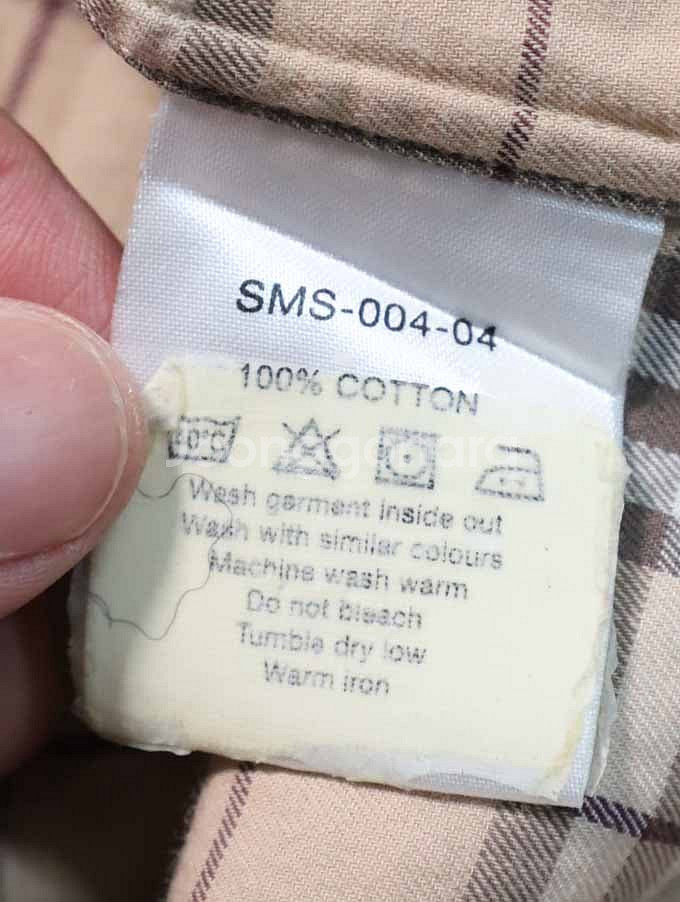 SMS-004-04
100% COTTON
40°C
Wash garment inside out
Wash with similar colours
Machine wash warm
Do not bleach
Tumble dry low
Warm iron